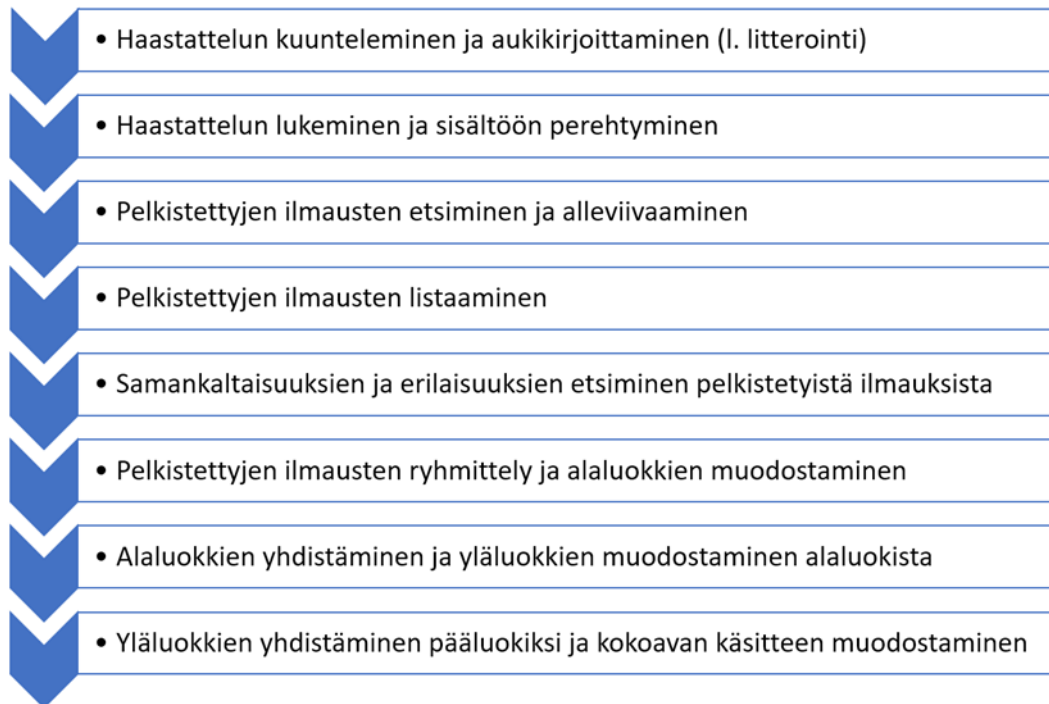 • Haastattelun kuunteleminen ja aukikirjoittaminen (l. litterointi)
• Haastattelun lukeminen ja sisältöön perehtyminen
• Pelkistettyjen ilmausten etsiminen ja alleviivaaminen
• Pelkistettyjen ilmausten listaaminen
• Samankaltaisuuksien ja erilaisuuksien etsiminen pelkistetyistä ilmauksista
• Pelkistettyjen ilmausten ryhmittely ja alaluokkien muodostaminen
• Alaluokkien yhdistäminen ja yläluokkien muodostaminen alaluokista
• Yläluokkien yhdistäminen pääluokiksi ja kokoavan käsitteen muodostaminen